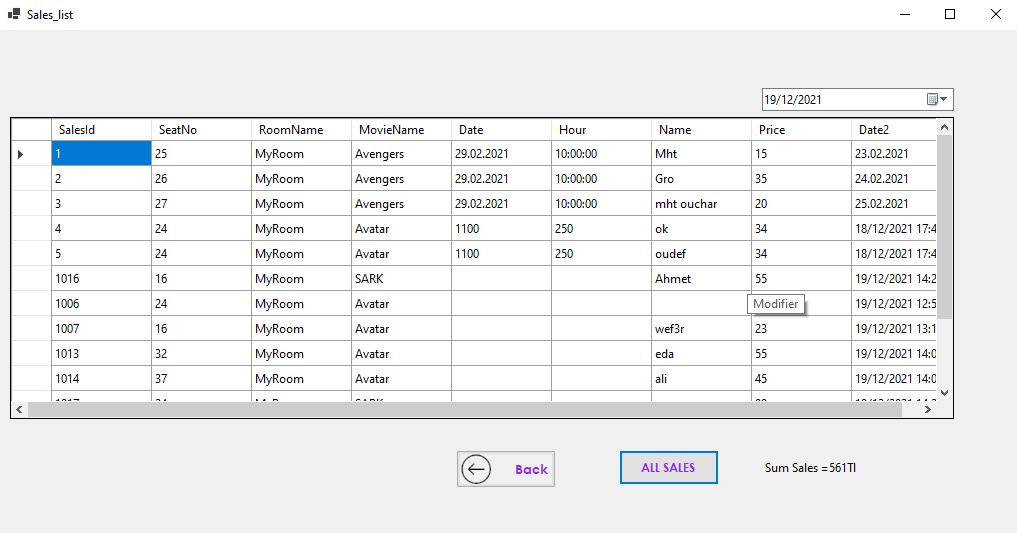 Sales_list
19/12/2021
SalesId SeatNo RoomName MovieName Date Hour Name Price Date2
1 25 MyRoom Avengers 29.02.2021 10:00:00 Mht 15 23.02.2021
2 26 MyRoom Avengers 29.02.2021 10:00:00 Gro 35 24.02.2021
3 27 MyRoom Avengers 29.02.2021 10:00:00 mht ouchar 20 25.02.2021
4 24 MyRoom Avatar 1100 250 ok 34 18/12/2021 17:4
5 24 MyRoom Avatar 1100 250 oudef 34 18/12/2021 17:4
1016 16 MyRoom SARK Ahmet 55 19/12/2021 14:2
1006 24 MyRoom Avatar 19/12/2021 12:5
Modifier
1007 16 MyRoom Avatar wef3r 23 19/12/2021 13:1
1013 32 MyRoom Avatar eda 55 19/12/2021 14:0
1014 37 MyRoom Avatar ali 45 19/12/2021 14:0
Back
ALL SALES
Sum Sales =561Tl